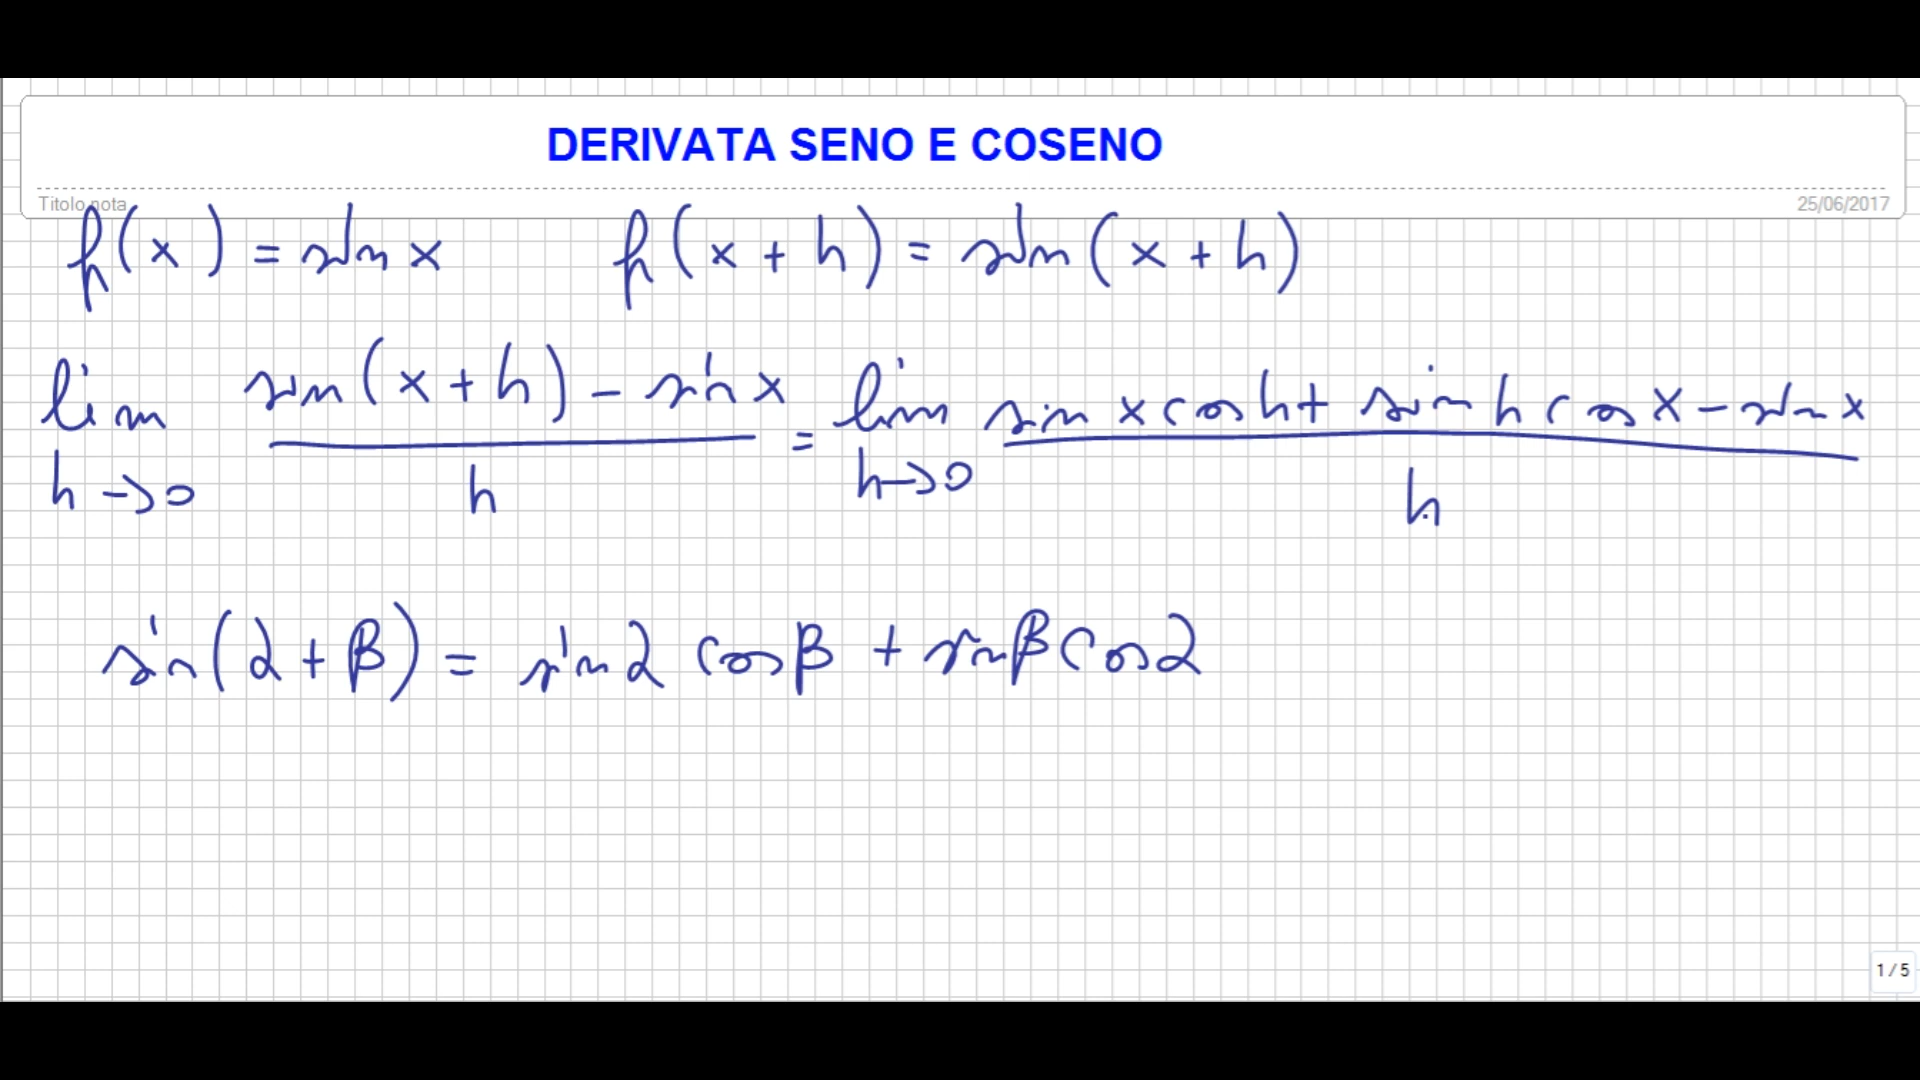 DERIVATA SENO E COSENO
Titolo nota 25/06/2017
f(x) = sin x f(x + h) = sin(x + h)
lim sin(x + h) - sin x = lim sin x cos h + sin h cos x - sin x
h → 0 h h → 0 h
sin(α + β) = sin α cos β + sin β cos α
1 / 5